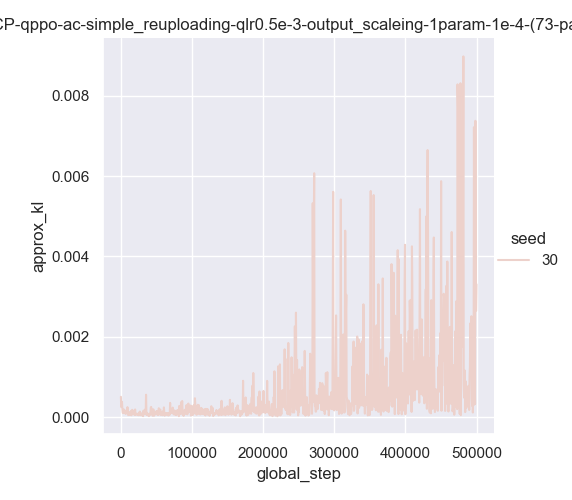 CP-qppo-ac-simple_reuploading-qlr0.5e-3-output_scaleing-1param-1e-4-(73-pa
0.008
0.006
0.004
0.002
0.000
approx_kl
0 100000 200000 300000 400000 500000
global_step
seed
30